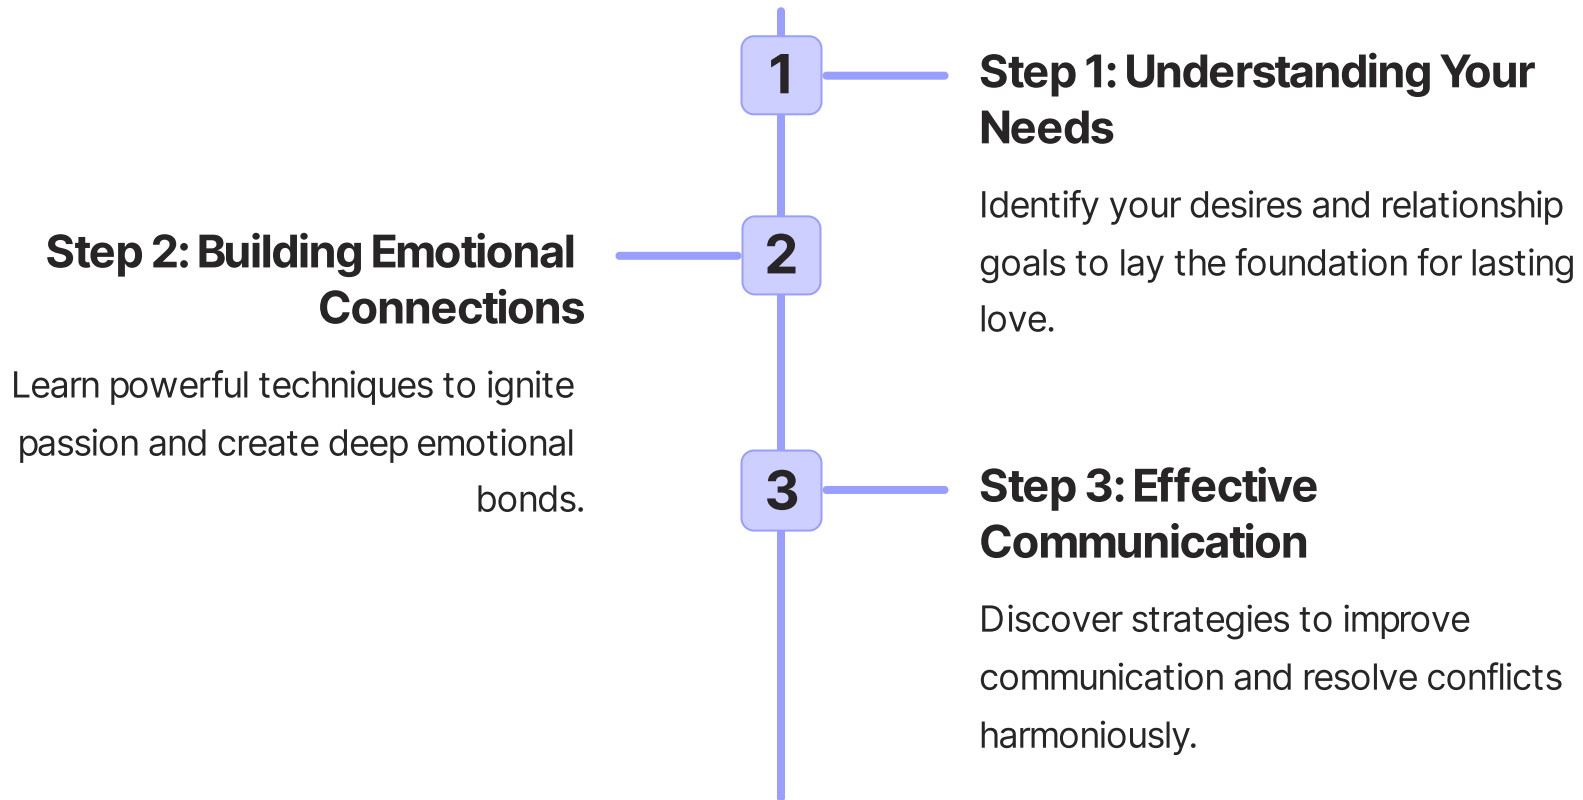 1
Step 1: Understanding Your
Needs
Identify your desires and relationship
goals to lay the foundation for lasting
love.
2
Step 2: Building Emotional
Connections
Learn powerful techniques to ignite
passion and create deep emotional
bonds.
3
Step 3: Effective
Communication
Discover strategies to improve
communication and resolve conflicts
harmoniously.